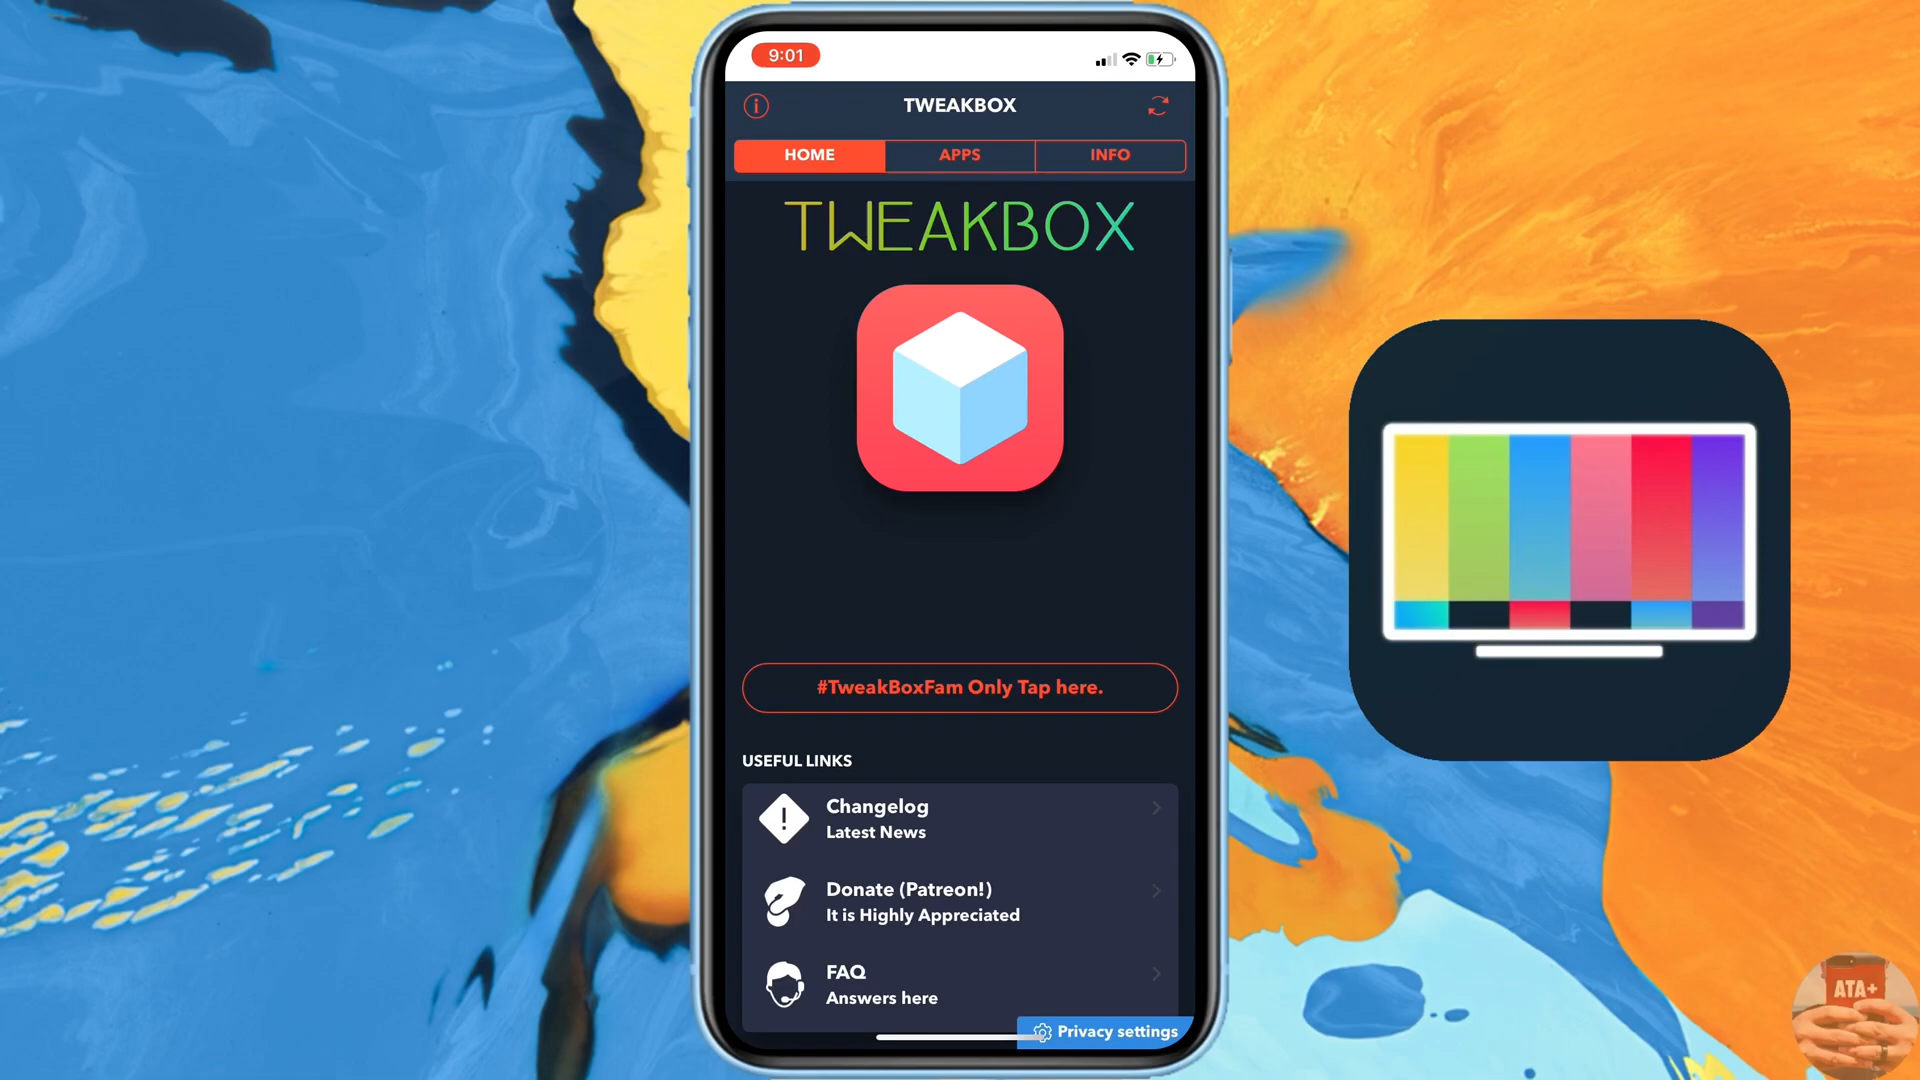 9:01
TWEAKBOX
HOME
APPS
INFO
TWEAKBOX
#TweakBoxFam Only Tap here.
USEFUL LINKS
Changelog
Latest News
Donate (Patreon!)
It is Highly Appreciated
FAQ
Answers here
Privacy settings
ATA+